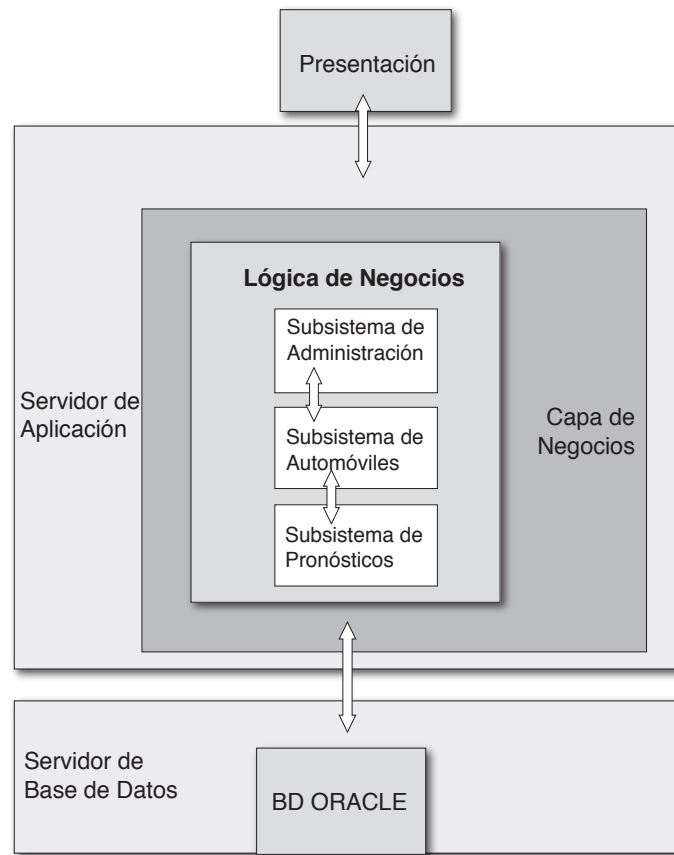 Presentación
Lógica de Negocios
Subsistema de
Administración
Servidor de
Aplicación
Subsistema de
Automóviles
Capa de
Negocios
Subsistema de
Pronósticos
Servidor de
Base de Datos
BD ORACLE